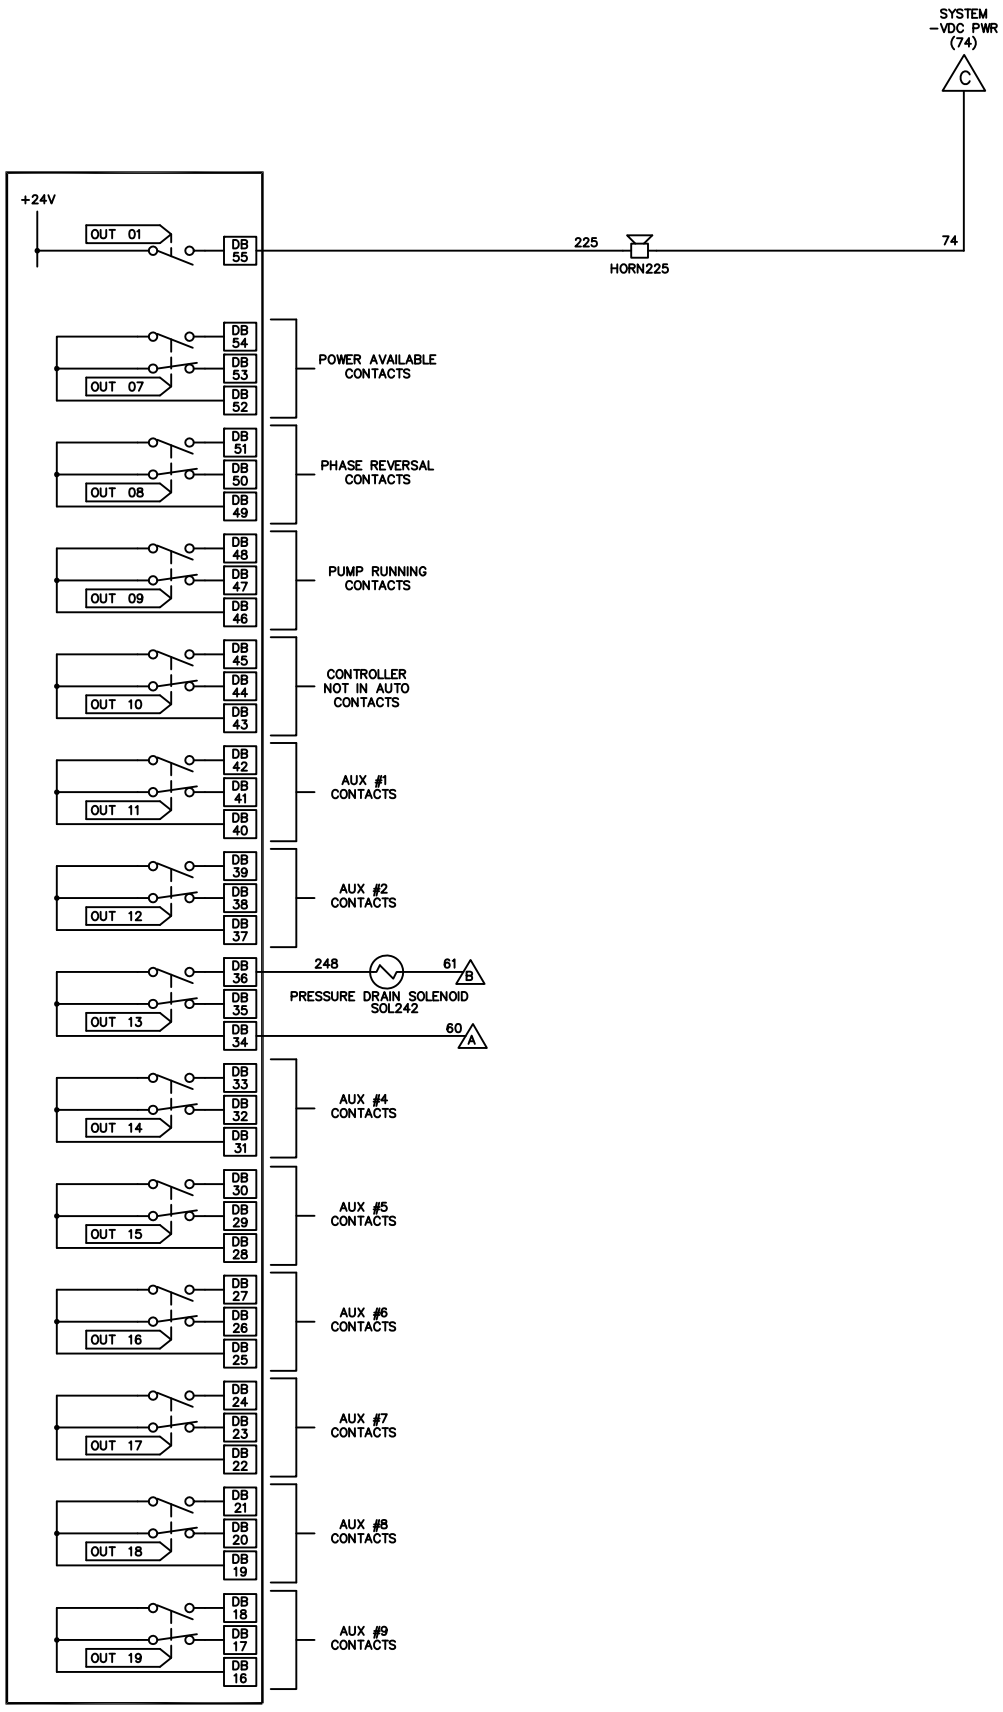 SYSTEM
-VDC PWR
(74)
C
+24V
OUT 01
DB
55
225
HORN225
74
DB
54
DB
53
OUT 07
DB
52
POWER AVAILABLE
CONTACTS
DB
51
DB
50
OUT 08
DB
49
PHASE REVERSAL
CONTACTS
DB
48
DB
47
OUT 09
DB
46
PUMP RUNNING
CONTACTS
DB
45
DB
44
OUT 10
DB
43
CONTROLLER
NOT IN AUTO
CONTACTS
DB
42
DB
41
OUT 11
DB
40
AUX #1
CONTACTS
DB
39
DB
38
OUT 12
DB
37
AUX #2
CONTACTS
DB
36
248
61
B
PRESSURE DRAIN SOLENOID
SOL242
DB
35
OUT 13
DB
34
60
A
DB
33
DB
32
OUT 14
DB
31
AUX #4
CONTACTS
DB
30
DB
29
OUT 15
DB
28
AUX #5
CONTACTS
DB
27
DB
26
OUT 16
DB
25
AUX #6
CONTACTS
DB
24
DB
23
OUT 17
DB
22
AUX #7
CONTACTS
DB
21
DB
20
OUT 18
DB
19
AUX #8
CONTACTS
DB
18
DB
17
OUT 19
DB
16
AUX #9
CONTACTS